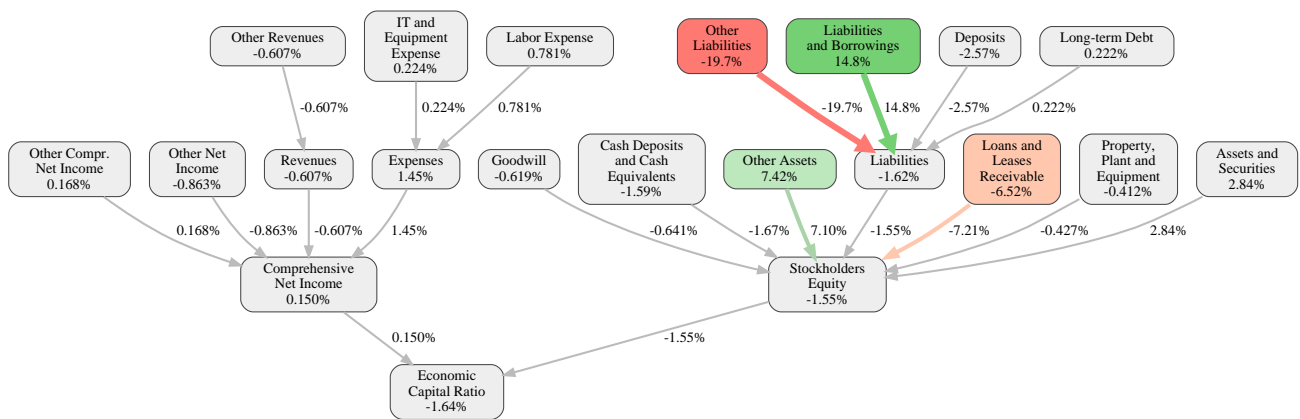 Other Revenues
-0.607%
IT and
Equipment
Expense
0.224%
Labor Expense
0.781%
Other
Liabilities
-19.7%
Liabilities
and Borrowings
14.8%
Deposits
-2.57%
Long-term Debt
0.222%
-0.607%
0.224%
0.781%
-19.7%
14.8%
-2.57%
0.222%
Other Compr.
Net Income
0.168%
Other Net
Income
-0.863%
Revenues
-0.607%
Expenses
1.45%
Goodwill
-0.619%
Cash Deposits
and Cash
Equivalents
-1.59%
Other Assets
7.42%
Liabilities
-1.62%
Loans and
Leases
Receivable
-6.52%
Property,
Plant and
Equipment
-0.412%
Assets and
Securities
2.84%
0.168%
-0.863%
-0.607%
1.45%
-0.641%
-1.67%
7.10%
-1.55%
-7.21%
-0.427%
2.84%
Comprehensive
Net Income
0.150%
Stockholders
Equity
-1.55%
0.150%
-1.55%
Economic
Capital Ratio
-1.64%